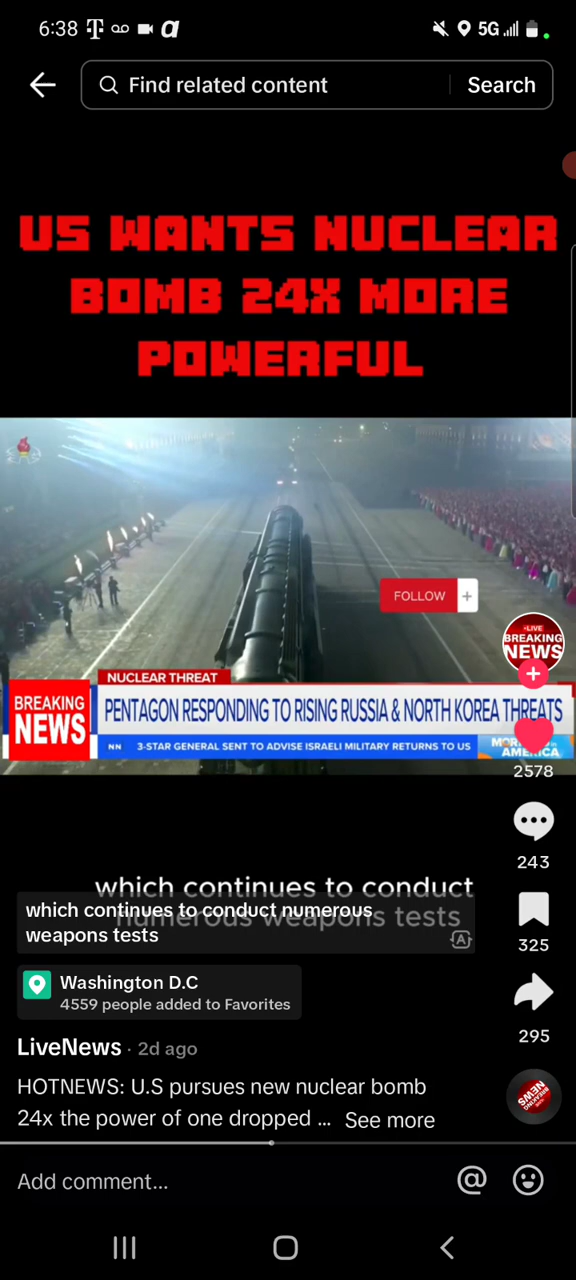 6:38
5G
Find related content
Search
US WANTS NUCLEAR
BOMB 24X MORE
POWERFUL
FOLLOW +
LIVE
BREAKING
NEWS
NUCLEAR THREAT
BREAKING
NEWS
PENTAGON RESPONDING TO RISING RUSSIA & NORTH KOREA THREATS
NN 3-STAR GENERAL SENT TO ADVISE ISRAELI MILITARY RETURNS TO US
AMERICA
2578
243
which continues to conduct
numerous weapons tests
which continues to conduct numerous
weapons tests
A
325
Washington D.C
4559 people added to Favorites
295
LiveNews · 2d ago
HOTNEWS: U.S pursues new nuclear bomb
24x the power of one dropped ... See more
BREAKING
NEWS
Add comment...
@